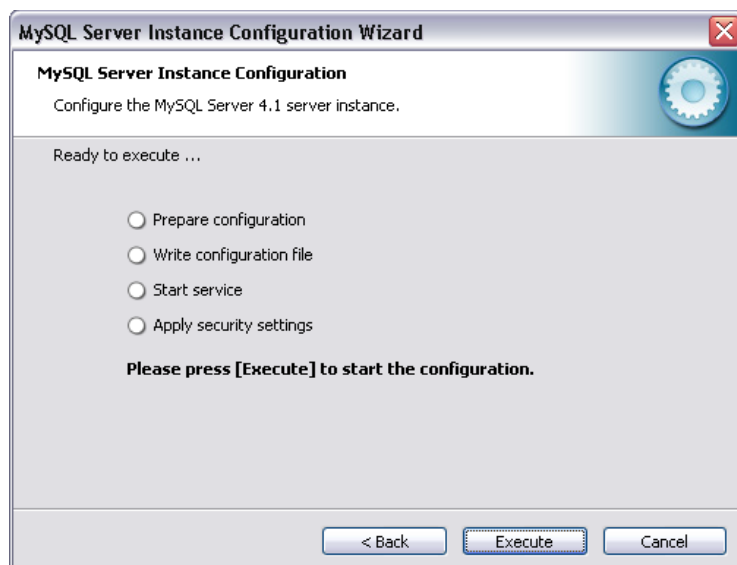 MySQL Server Instance Configuration Wizard
MySQL Server Instance Configuration
Configure the MySQL Server 4.1 server instance.
Ready to execute ...
Prepare configuration
Write configuration file
Start service
Apply security settings
Please press [Execute] to start the configuration.
< Back
Execute
Cancel